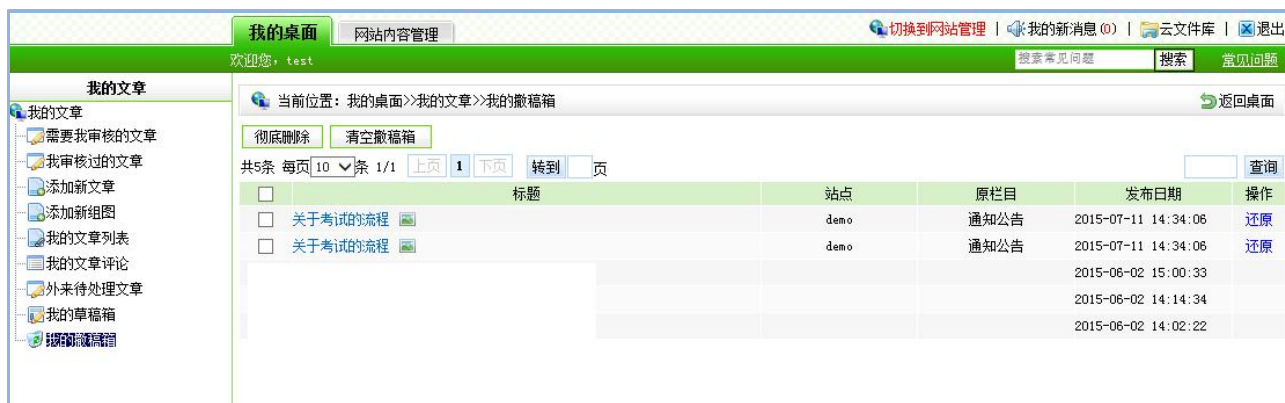 我的桌面 网站内容管理 切换到网站管理 | 我的新消息(0) | 云文件库 | 退出
欢迎您，test 搜索常见问题 搜索 常见问题
我的文章
我的文章
需要我审核的文章
我审核过的文章
添加新文章
添加新组图
我的文章列表
我的文章评论
外来待处理文章
我的草稿箱
我的撤稿箱
当前位置：我的桌面>>我的文章>>我的撤稿箱 返回桌面
彻底删除 清空撤稿箱
共5条 每页 10 条 1/1 上页 1 下页 转到 页 查询
标题 站点 原栏目 发布日期 操作
关于考试的流程 demo 通知公告 2015-07-11 14:34:06 还原
关于考试的流程 demo 通知公告 2015-07-11 14:34:06 还原
2015-06-02 15:00:33
2015-06-02 14:14:34
2015-06-02 14:02:22